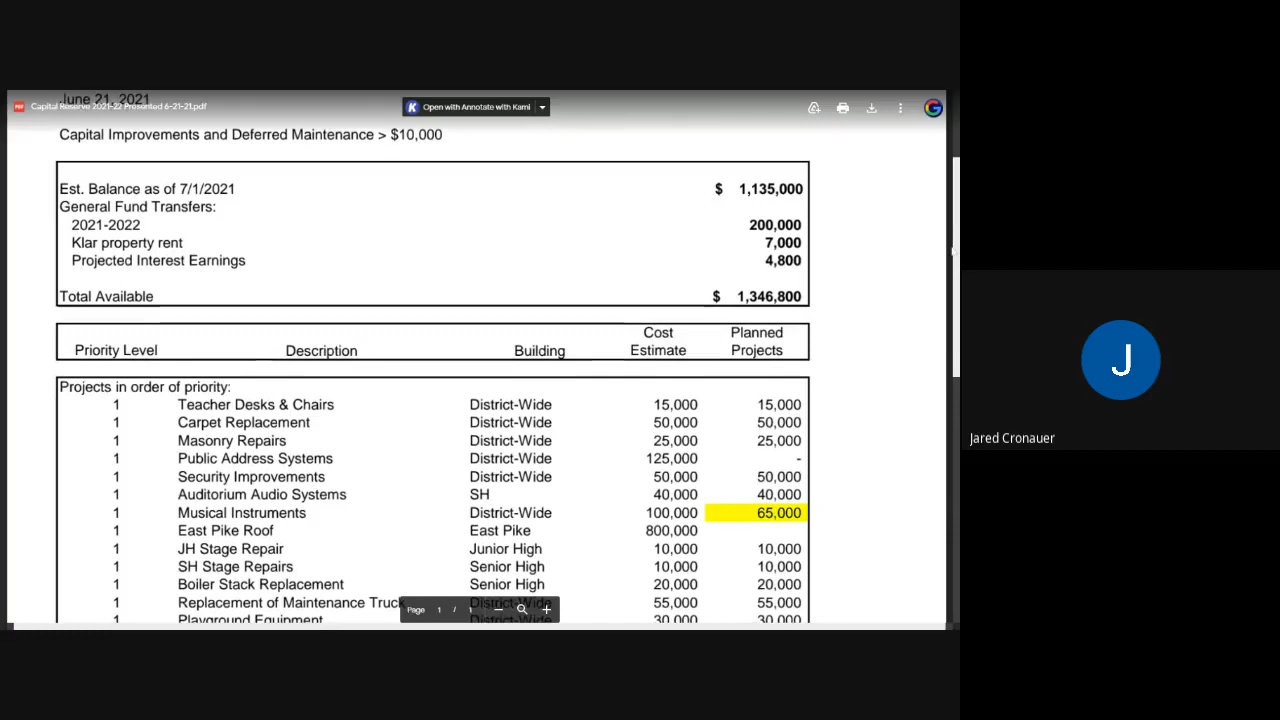 June 21, 2021
Capital Reserve 2021-22 Presented 6-21-21.pdf
Open with Annotate with Kami
Capital Improvements and Deferred Maintenance > $10,000
Est. Balance as of 7/1/2021 $ 1,135,000
General Fund Transfers:
2021-2022 200,000
Klar property rent 7,000
Projected Interest Earnings 4,800
Total Available $ 1,346,800
Cost Planned
Priority Level Description Building Estimate Projects
Projects in order of priority:
1 Teacher Desks & Chairs District-Wide 15,000 15,000
1 Carpet Replacement District-Wide 50,000 50,000
1 Masonry Repairs District-Wide 25,000 25,000
1 Public Address Systems District-Wide 125,000 -
1 Security Improvements District-Wide 50,000 50,000
1 Auditorium Audio Systems SH 40,000 40,000
1 Musical Instruments District-Wide 100,000 65,000
1 East Pike Roof East Pike 800,000
1 JH Stage Repair Junior High 10,000 10,000
1 SH Stage Repairs Senior High 10,000 10,000
1 Boiler Stack Replacement Senior High 20,000 20,000
1 Replacement of Maintenance Truck District-Wide 55,000 55,000
1 Playground Equipment District-Wide 30,000 30,000
Page 1 / 1
J
Jared Cronauer